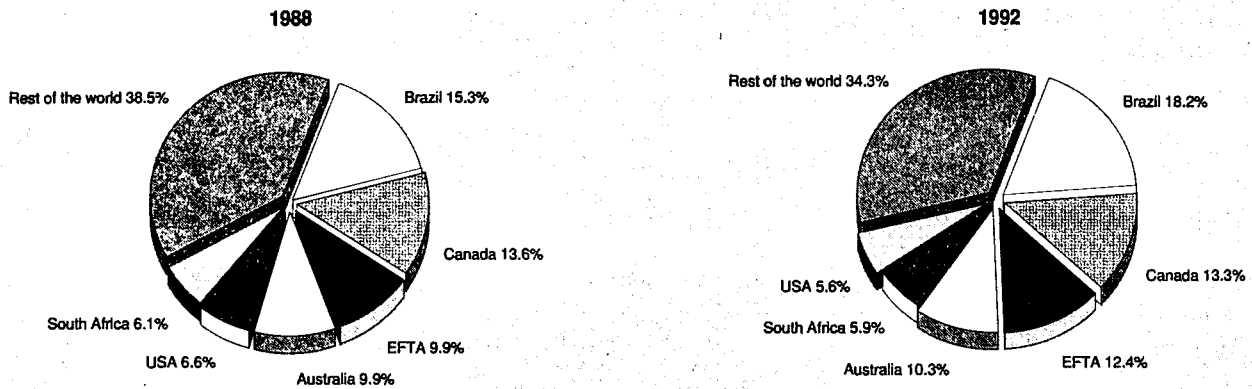 1988
Rest of the world 38.5%
Brazil 15.3%
Canada 13.6%
EFTA 9.9%
Australia 9.9%
USA 6.6%
South Africa 6.1%
1992
Rest of the world 34.3%
Brazil 18.2%
Canada 13.3%
EFTA 12.4%
Australia 10.3%
South Africa 5.9%
USA 5.6%